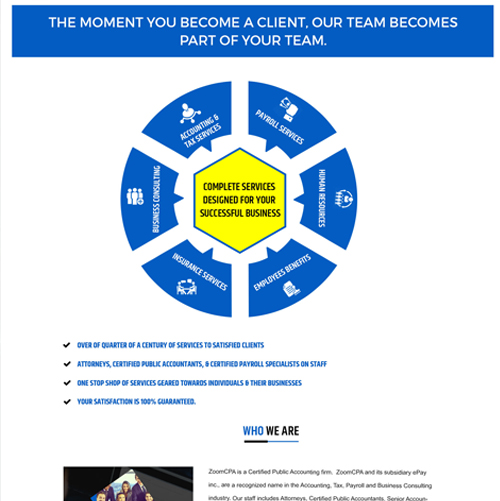 THE MOMENT YOU BECOME A CLIENT, OUR TEAM BECOMES
PART OF YOUR TEAM.
ACCOUNTING &
TAX SERVICES
PAYROLL SERVICES
BUSINESS CONSULTING
COMPLETE SERVICES
DESIGNED FOR YOUR
SUCCESSFUL BUSINESS
HUMAN RESOURCES
INSURANCE SERVICES
EMPLOYEES BENEFITS
OVER OF QUARTER OF A CENTURY OF SERVICES TO SATISFIED CLIENTS
ATTORNEYS, CERTIFIED PUBLIC ACCOUNTANTS, & CERTIFIED PAYROLL SPECIALISTS ON STAFF
ONE STOP SHOP OF SERVICES GEARED TOWARDS INDIVIDUALS & THEIR BUSINESSES
YOUR SATISFACTION IS 100% GUARANTEED.
WHO WE ARE
ZoomCPA is a Certified Public Accounting firm. ZoomCPA and its subsidiary ePay
inc., are a recognized name in the Accounting, Tax, Payroll and Business Consulting
industry. Our staff includes Attorneys, Certified Public Accountants, Senior Accoun-